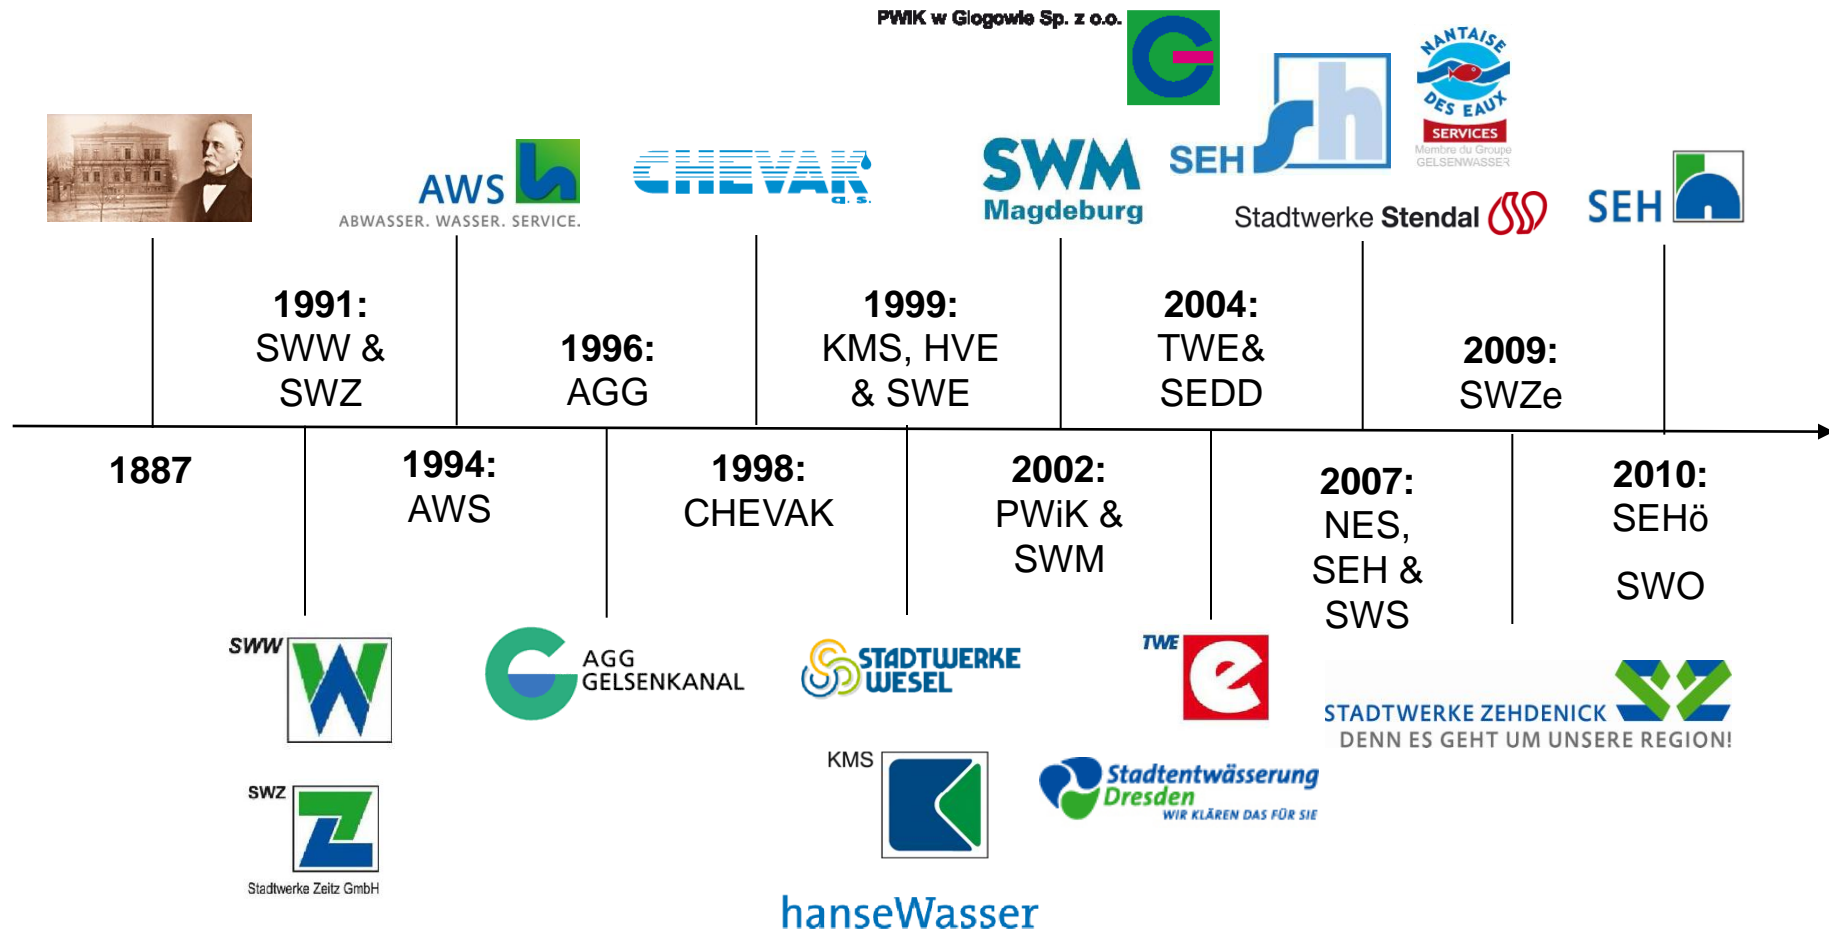 PWiK w Glogowie Sp. z o.o.
NANTAISE
DES EAUX
SERVICES
Membre du Groupe
GELSENWASSER
AWS
ABWASSER. WASSER. SERVICE.
CHEVAK
a. s.
SWM
Magdeburg
SEH
sh
Stadtwerke Stendal
SEH
1991:
SWW &
SWZ
1996:
AGG
1999:
KMS, HVE
& SWE
2004:
TWE&
SEDD
2009:
SWZe
1887
1994:
AWS
1998:
CHEVAK
2002:
PWiK &
SWM
2007:
NES,
SEH &
SWS
2010:
SEHö
SWO
SWW
W
AGG
GELSENKANAL
STADTWERKE
WESEL
TWE
e
STADTWERKE ZEHDENICK
DENN ES GEHT UM UNSERE REGION!
SWZ
Z
Stadtwerke Zeitz GmbH
KMS
Stadtentwässerung
Dresden
WIR KLÄREN DAS FÜR SIE
hanseWasser